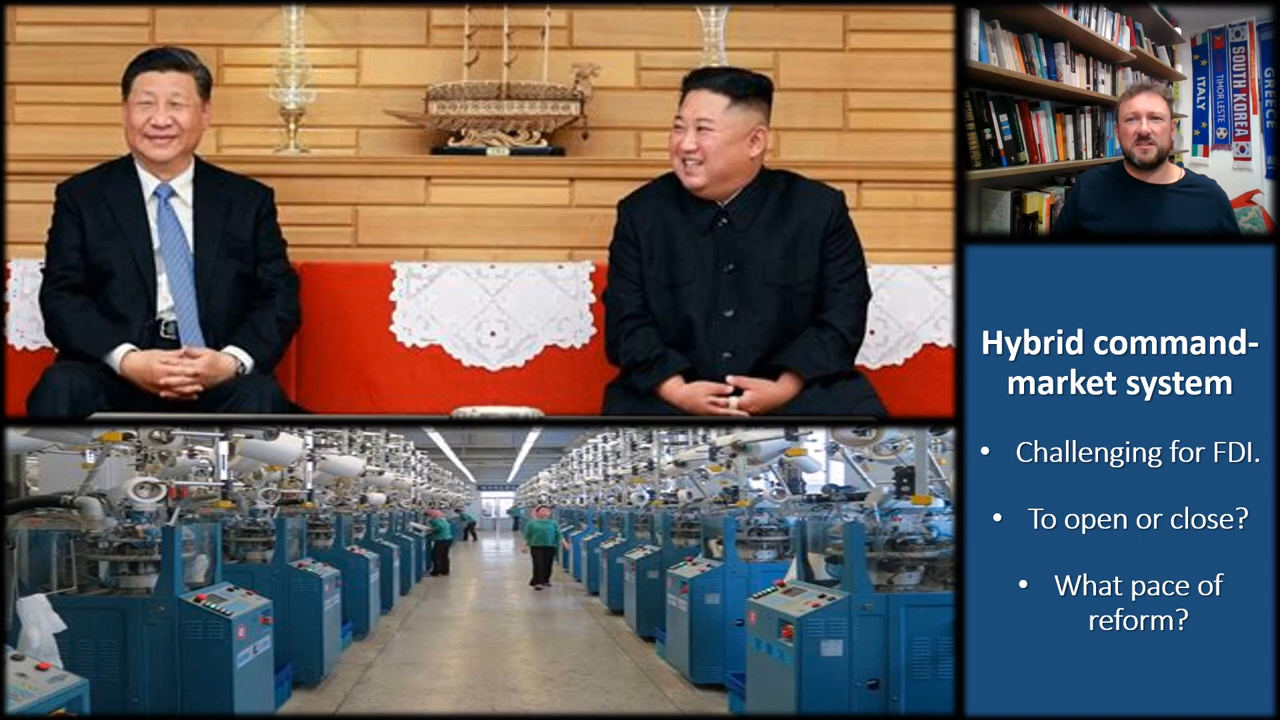 ITALY
TIMOR LESTE
SOUTH KOREA
GREECE
Hybrid command-
market system
• Challenging for FDI.
• To open or close?
• What pace of
reform?